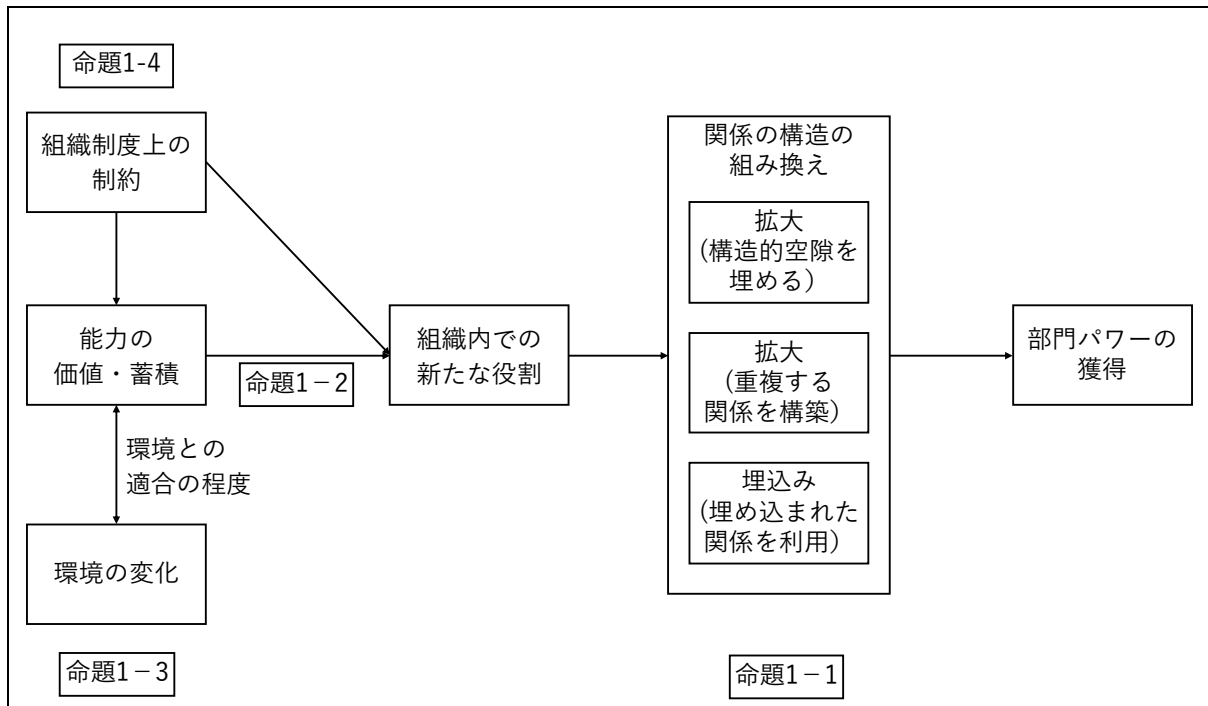 命題1-4
組織制度上の
制約
能力の
価値・蓄積
命題1－2
環境との
適合の程度
環境の変化
命題1－3
組織内での
新たな役割
関係の構造の
組み換え
拡大
(構造的空隙を
埋める）
拡大
(重複する
関係を構築）
埋込み
(埋め込まれた
関係を利用）
命題1－1
部門パワーの
獲得